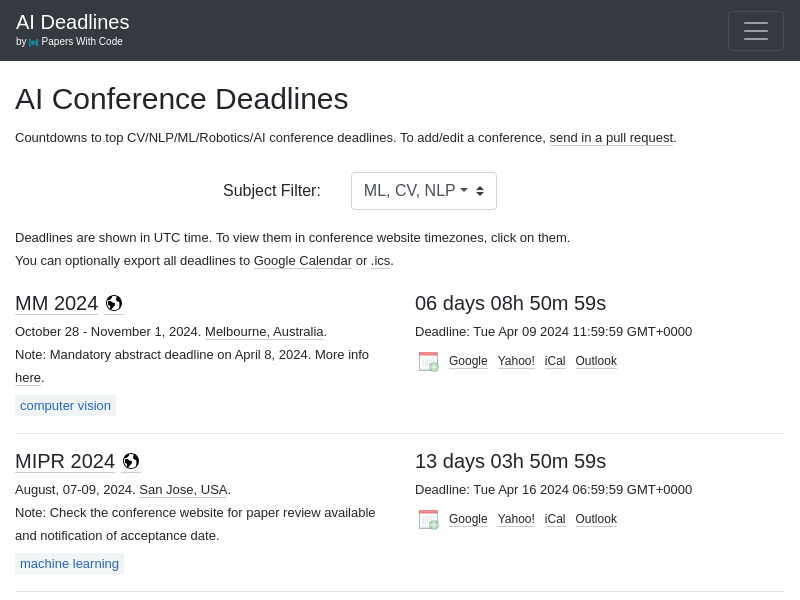 AI Deadlines
by Papers With Code
AI Conference Deadlines
Countdowns to top CV/NLP/ML/Robotics/AI conference deadlines. To add/edit a conference, send in a pull request.
Subject Filter: ML, CV, NLP
Deadlines are shown in UTC time. To view them in conference website timezones, click on them.
You can optionally export all deadlines to Google Calendar or .ics.
MM 2024
October 28 - November 1, 2024. Melbourne, Australia.
Note: Mandatory abstract deadline on April 8, 2024. More info
here.
computer vision
06 days 08h 50m 59s
Deadline: Tue Apr 09 2024 11:59:59 GMT+0000
Google Yahoo! iCal Outlook
MIPR 2024
August, 07-09, 2024. San Jose, USA.
Note: Check the conference website for paper review available
and notification of acceptance date.
machine learning
13 days 03h 50m 59s
Deadline: Tue Apr 16 2024 06:59:59 GMT+0000
Google Yahoo! iCal Outlook